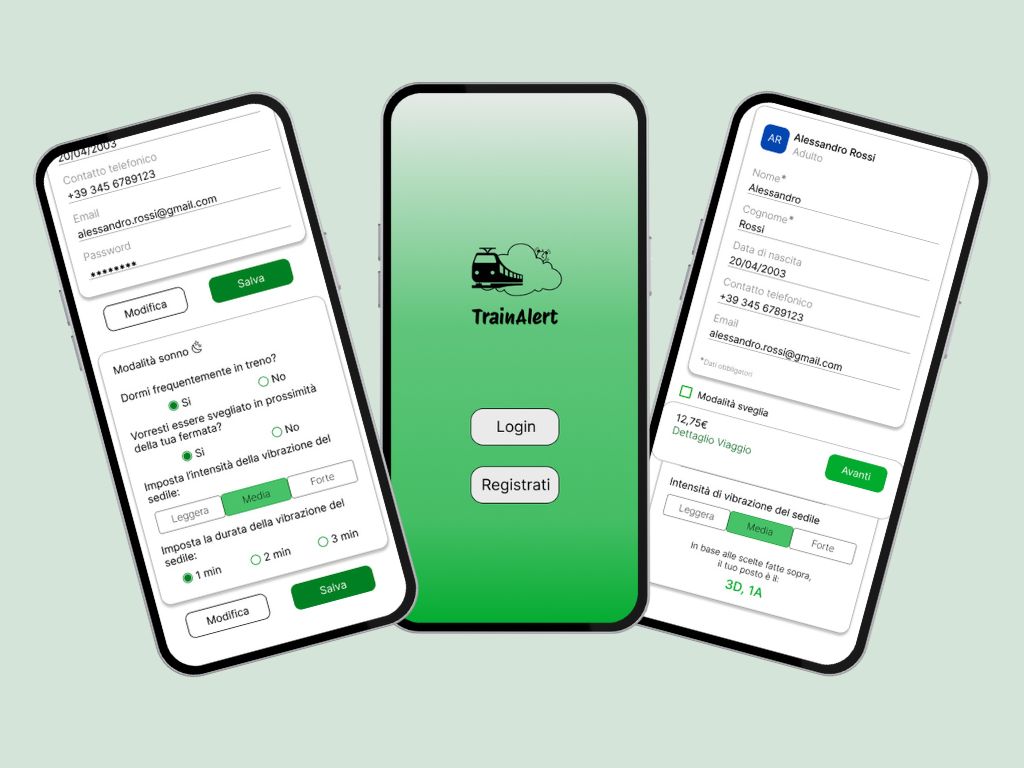 20/04/2003
Contatto telefonico
+39 345 6789123
Email
alessandro.rossi@gmail.com
Password
********
Modifica
Salva
Modalità sonno
Dormi frequentemente in treno?
Si
No
Vorresti essere svegliato in prossimità
della tua fermata?
Si
No
Imposta l'intensità della vibrazione del
sedile:
Leggera
Media
Forte
Imposta la durata della vibrazione del
sedile:
1 min
2 min
3 min
Modifica
Salva
TrainAlert
Login
Registrati
AR
Alessandro Rossi
Adulto
Nome*
Alessandro
Cognome*
Rossi
Data di nascita
20/04/2003
Contatto telefonico
+39 345 6789123
Email
alessandro.rossi@gmail.com
*Dati obbligatori
Modalità sveglia
12,75€
Dettaglio Viaggio
Avanti
Intensità di vibrazione del sedile
Leggera
Media
Forte
In base alle scelte fatte sopra,
il tuo posto è il:
3D, 1A